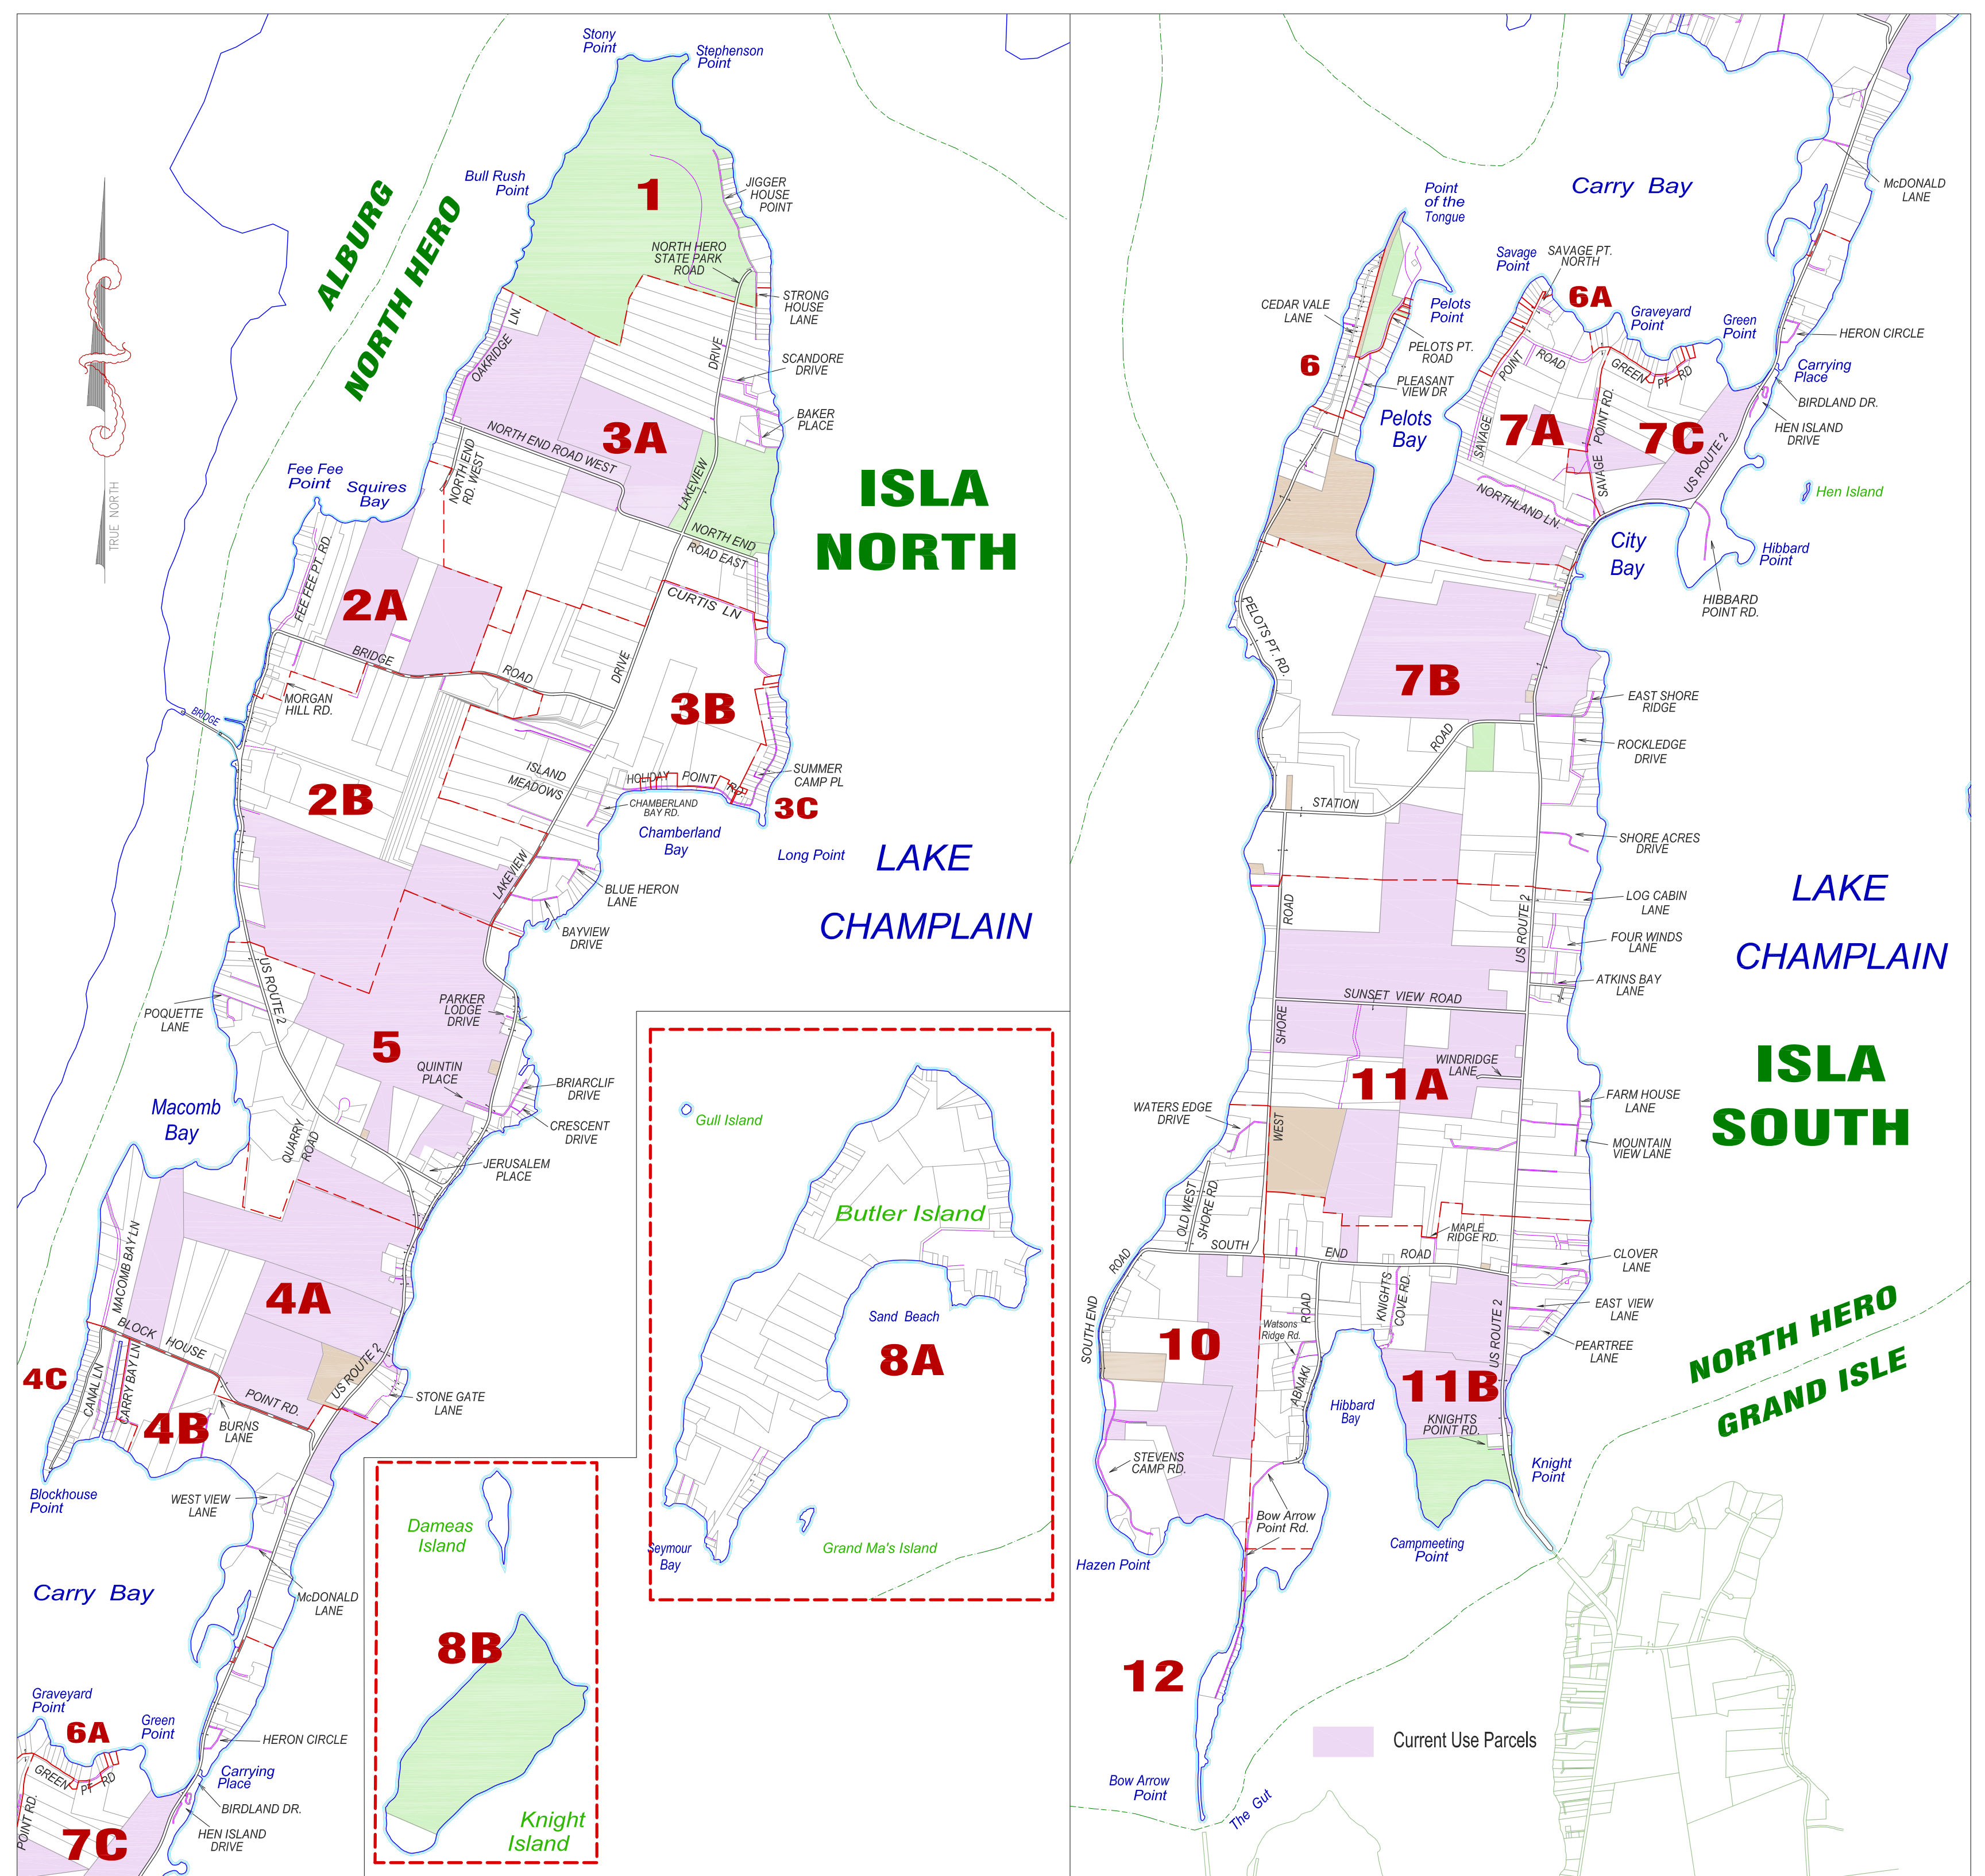 Stony
Point
Stephenson
Point
Bull Rush
Point
1
JIGGER
HOUSE
POINT
NORTH HERO
STATE PARK
ROAD
STRONG
HOUSE
LANE
ALBURG
NORTH HERO
OAKRIDGE LN.
DRIVE
SCANDORE
DRIVE
BAKER
PLACE
3A
NORTH END ROAD WEST
NORTH END
RD. WEST
LAKEVIEW
NORTH END
ROAD EAST
TRUE NORTH
Fee Fee
Point
Squires
Bay
ISLA
NORTH
FEE FEE PT. RD.
2A
BRIDGE
ROAD
CURTIS LN
DRIVE
3B
MORGAN
HILL RD.
BRIDGE
2B
ISLAND
MEADOWS
HOLIDAY POINT RD.
SUMMER
CAMP PL
3C
CHAMBERLAND
BAY RD.
Chamberland
Bay
Long Point
LAKE
CHAMPLAIN
LAKEVIEW
BLUE HERON
LANE
BAYVIEW
DRIVE
US ROUTE 2
POQUETTE
LANE
PARKER
LODGE
DRIVE
5
QUINTIN
PLACE
BRIARCLIF
DRIVE
CRESCENT
DRIVE
JERUSALEM
PLACE
QUARRY
ROAD
Macomb
Bay
MACOMB BAY LN
4A
BLOCK HOUSE
POINT RD.
US ROUTE 2
4C
CANAL LN
CARRY BAY LN
4B
BURNS
LANE
STONE GATE
LANE
Blockhouse
Point
WEST VIEW
LANE
McDONALD
LANE
Carry Bay
Graveyard
Point
6A
Green
Point
HERON CIRCLE
Carrying
Place
GREEN PT RD
BIRDLAND DR.
POINT RD.
HEN ISLAND
DRIVE
7C
Gull Island
Butler Island
Sand Beach
8A
Seymour
Bay
Grand Ma's Island
Dameas
Island
8B
Knight
Island
Point
of the
Tongue
Carry Bay
McDONALD
LANE
Savage
Point
SAVAGE PT.
NORTH
6A
Graveyard
Point
Green
Point
CEDAR VALE
LANE
Pelots
Point
PELOTS PT.
ROAD
6
PLEASANT
VIEW DR
Pelots
Bay
POINT
ROAD
GREEN PT RD
HERON CIRCLE
Carrying
Place
BIRDLAND DR.
HEN ISLAND
DRIVE
SAVAGE
7A
POINT RD.
SAVAGE
7C
US ROUTE 2
NORTHLAND LN.
Hen Island
City
Bay
Hibbard
Point
HIBBARD
POINT RD.
PELOTS PT. RD.
7B
EAST SHORE
RIDGE
ROCKLEDGE
DRIVE
ROAD
STATION
SHORE ACRES
DRIVE
LAKE
CHAMPLAIN
LOG CABIN
LANE
FOUR WINDS
LANE
ATKINS BAY
LANE
ROAD
US ROUTE 2
SUNSET VIEW ROAD
SHORE
WINDRIDGE
LANE
11A
ISLA
SOUTH
WATERS EDGE
DRIVE
WEST
FARM HOUSE
LANE
MOUNTAIN
VIEW LANE
OLD WEST
SHORE RD.
MAPLE
RIDGE RD.
ROAD
SOUTH END ROAD
CLOVER
LANE
SOUTH END
10
Watsons
Ridge Rd.
ROAD
ABNAKI
KNIGHTS
COVE RD.
US ROUTE 2
EAST VIEW
LANE
PEARTREE
LANE
NORTH HERO
GRAND ISLE
11B
Hibbard
Bay
KNIGHTS
POINT RD.
STEVENS
CAMP RD.
Knight
Point
Bow Arrow
Point Rd.
Campmeeting
Point
Hazen Point
12
Current Use Parcels
Bow Arrow
Point
The Gut